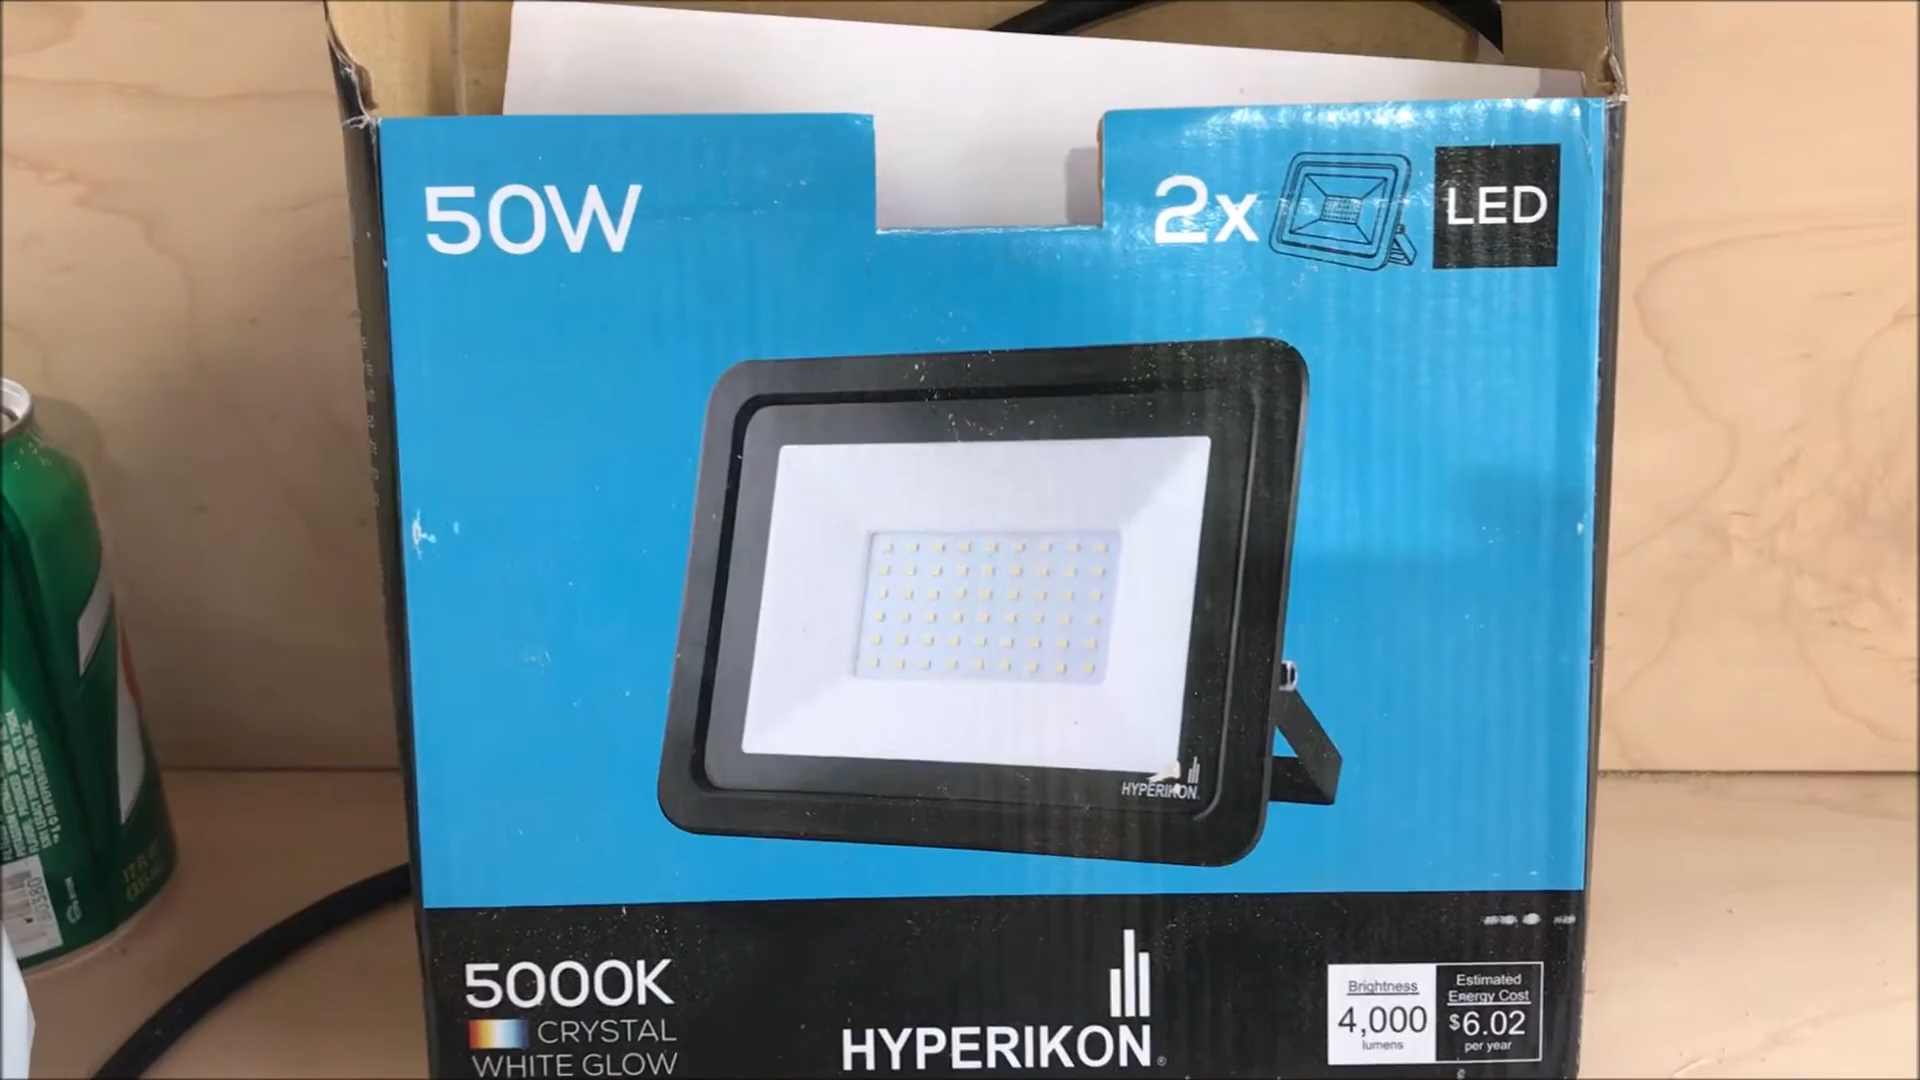 50W
2x
LED
HYPERIKON
5000K
CRYSTAL
WHITE GLOW
HYPERIKON®
Brightness
4,000
lumens
Estimated
Energy Cost
$6.02
per year